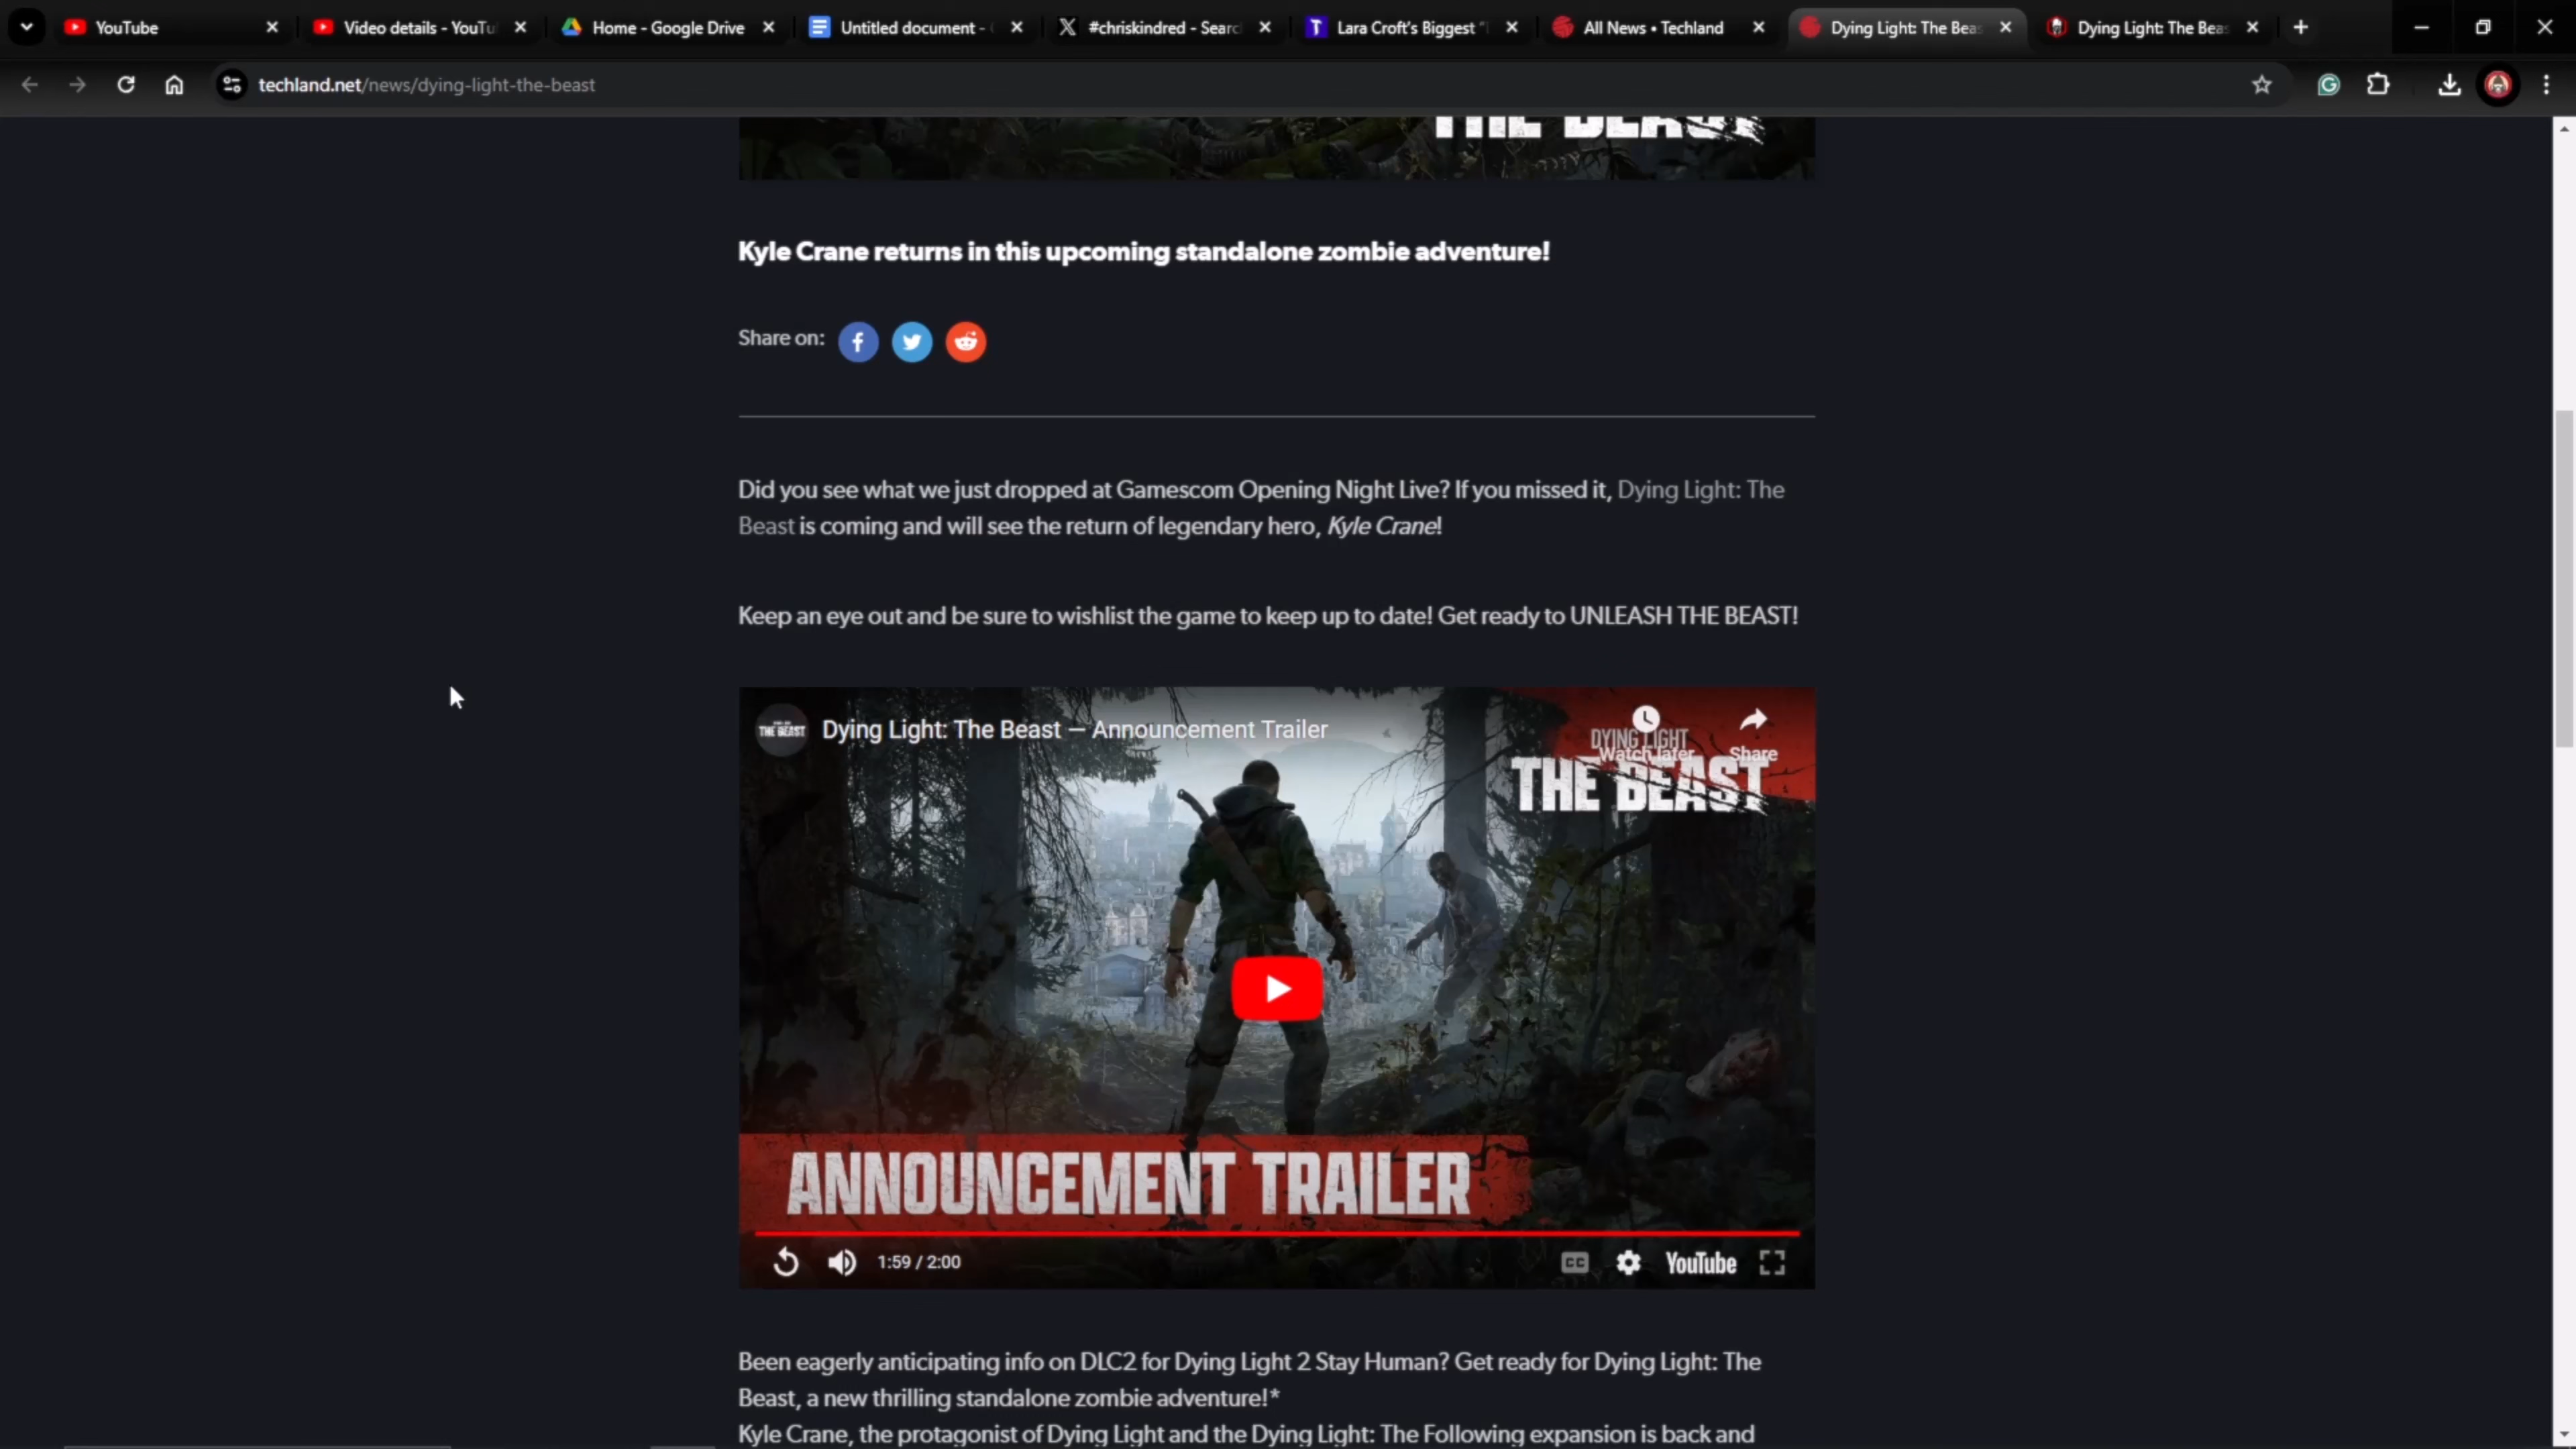 YouTube
Video details - YouTu
Home - Google Drive
Untitled document -
#chriskindred - Searc
Lara Croft's Biggest "
All News • Techland
Dying Light: The Beas
Dying Light: The Beas
techland.net/news/dying-light-the-beast
THE BEAST
Kyle Crane returns in this upcoming standalone zombie adventure!
Share on:
Did you see what we just dropped at Gamescom Opening Night Live? If you missed it, Dying Light: The
Beast is coming and will see the return of legendary hero, Kyle Crane!
Keep an eye out and be sure to wishlist the game to keep up to date! Get ready to UNLEASH THE BEAST!
THE BEAST
Dying Light: The Beast — Announcement Trailer
DYING LIGHT
Watch later
Share
THE BEAST
ANNOUNCEMENT TRAILER
1:59 / 2:00
CC
YouTube
Been eagerly anticipating info on DLC2 for Dying Light 2 Stay Human? Get ready for Dying Light: The
Beast, a new thrilling standalone zombie adventure!*
Kyle Crane, the protagonist of Dying Light and the Dying Light: The Following expansion is back and